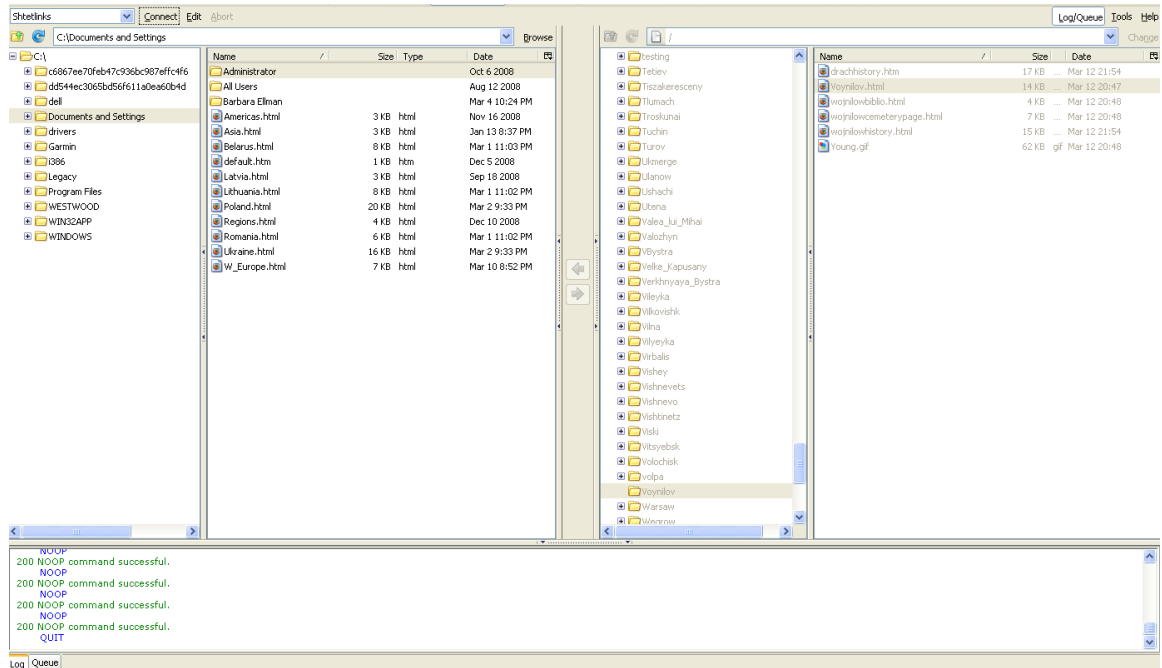 Shtetlinks Connect Edit Abort Log/Queue Tools Help
C:\Documents and Settings Browse / Change
C:\
c6867ee70feb47c936bc987effc4f6
dd544ec3065bd56f611a0ea60b4d
dell
Documents and Settings
drivers
Garmin
i386
Legacy
Program Files
WESTWOOD
WIN32APP
WINDOWS
Name / Size Type Date
Administrator Oct 6 2008
All Users Aug 12 2008
Barbara Ellman Mar 4 10:24 PM
Americas.html 3 KB html Nov 16 2008
Asia.html 3 KB html Jan 13 8:37 PM
Belarus.html 8 KB html Mar 1 11:03 PM
default.htm 1 KB htm Dec 5 2008
Latvia.html 3 KB html Sep 18 2008
Lithuania.html 8 KB html Mar 1 11:02 PM
Poland.html 20 KB html Mar 2 9:33 PM
Regions.html 4 KB html Dec 10 2008
Romania.html 6 KB html Mar 1 11:02 PM
Ukraine.html 16 KB html Mar 2 9:33 PM
W_Europe.html 7 KB html Mar 10 8:52 PM
testing
Tetiev
Tiszakeresceny
Tlumach
Troskunai
Tuchin
Turov
Ukmerge
Ulanow
Ushachi
Utena
Valea_lui_Mihai
Valozhyn
VBystra
Velke_Kapusany
Verkhnyaya_Bystra
Vileyka
Vilkovishk
Vilna
Vilyeyka
Virbalis
Vishey
Vishnevets
Vishnevo
Vishtinetz
Viski
Vitsyebsk
Volochisk
volpa
Voynilov
Warsaw
Wegrow
Name / Size Date
drachhistory.htm 17 KB ... Mar 12 21:54
Voynilov.html 14 KB ... Mar 12 20:47
wojnilowbiblio.html 4 KB ... Mar 12 20:48
wojnilowcemeterypage.html 7 KB ... Mar 12 20:48
wojnilowhistory.html 15 KB ... Mar 12 21:54
Young.gif 62 KB gif Mar 12 20:48
NOOP
200 NOOP command successful.
NOOP
200 NOOP command successful.
NOOP
200 NOOP command successful.
NOOP
200 NOOP command successful.
QUIT
Log Queue